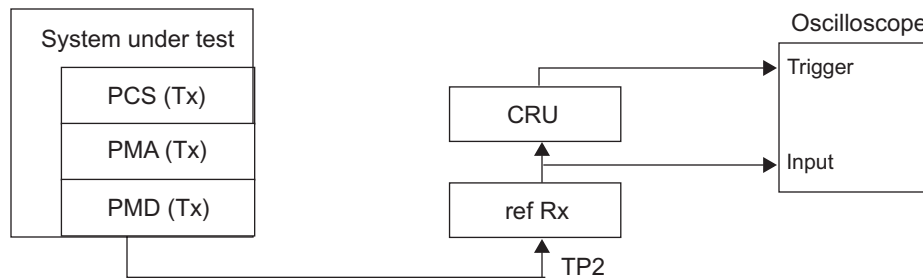 System under test
PCS (Tx)
PMA (Tx)
PMD (Tx)
CRU
ref Rx
TP2
Oscilloscope
Trigger
Input